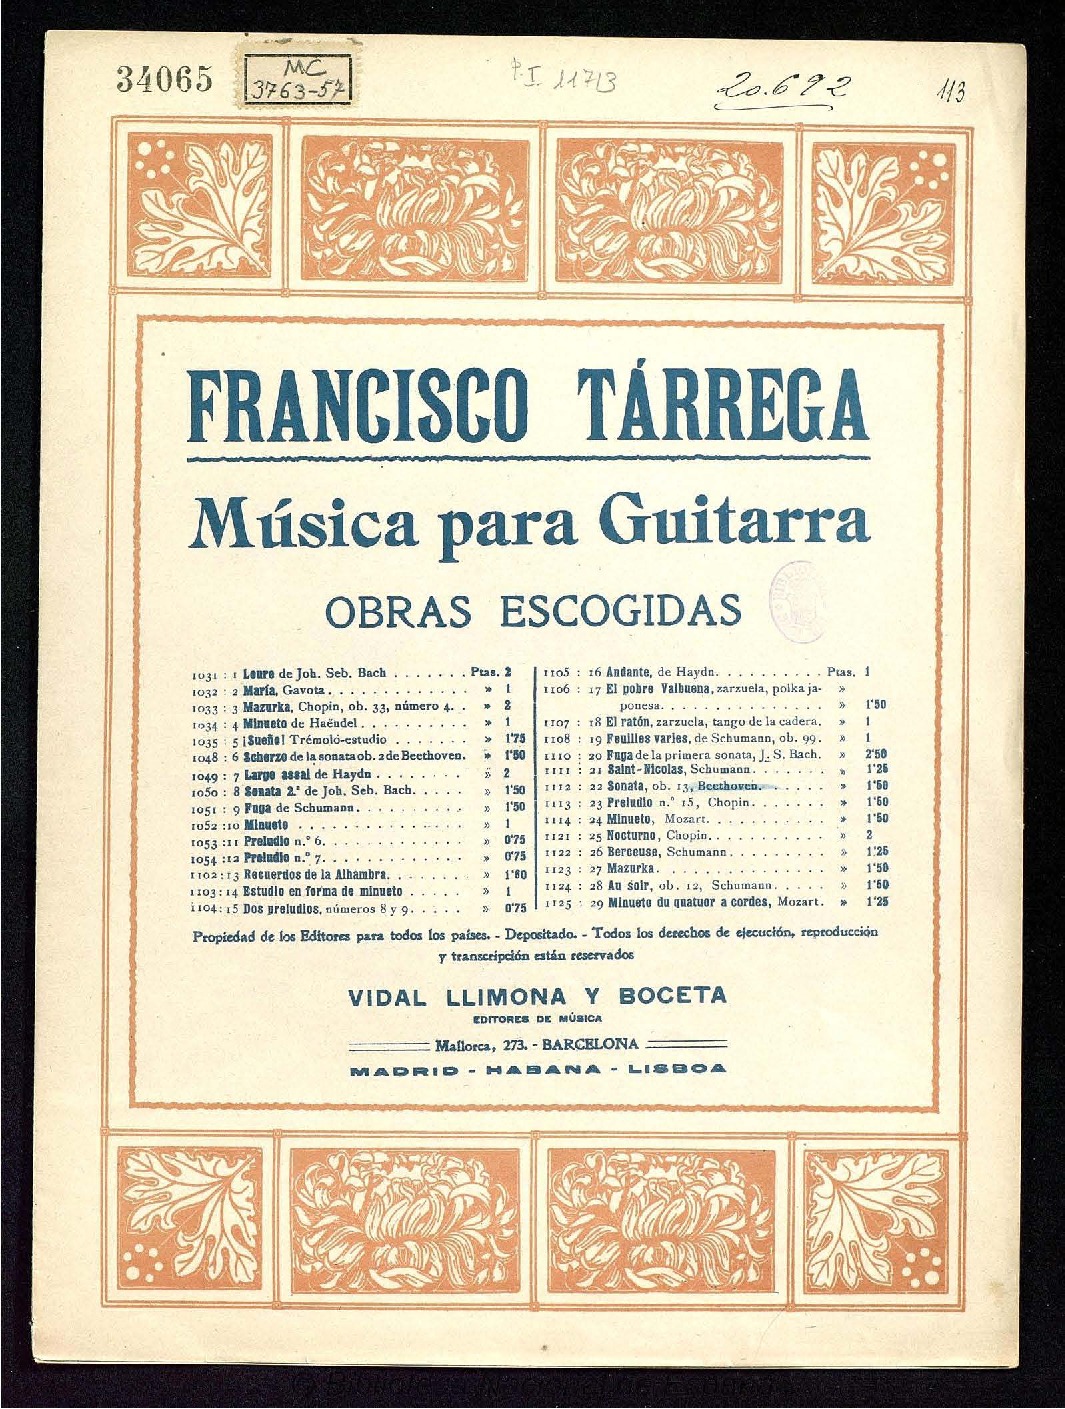 34065
MC
3763-57
P.I. 117/3
20.692
113
FRANCISCO TÁRREGA
Música para Guitarra
OBRAS ESCOGIDAS
1031 : 1 Loure de Joh. Seb. Bach . . . . . . . Ptas. 2
1032 : 2 María, Gavota . . . . . . . . . . . . . . » 1
1033 : 3 Mazurka, Chopin, ob. 33, número 4. . » 2
1034 : 4 Minueto de Haëndel . . . . . . . . . . » 1
1035 : 5 ¡Sueño! Trémoló-estudio . . . . . . . » 1'75
1048 : 6 Scherzo de la sonata ob. 2 de Beethoven. » 1'50
1049 : 7 Largo assai de Haydn . . . . . . . . . » 2
1050 : 8 Sonata 2.ª de Joh. Seb. Bach. . . . . » 1'50
1051 : 9 Fuga de Schumann. . . . . . . . . . . » 1'50
1052 : 10 Minueto . . . . . . . . . . . . . . . . » 1
1053 : 11 Preludio n.º 6. . . . . . . . . . . . . » 0'75
1054 : 12 Preludio n.º 7. . . . . . . . . . . . . » 0'75
1102 : 13 Recuerdos de la Alhambra. . . . . . . . » 1'50
1103 : 14 Estudio en forma de minueto . . . . . » 1
1104 : 15 Dos preludios, números 8 y 9. . . . . » 0'75
1105 : 16 Andante, de Haydn. . . . . . . . . . Ptas. 1
1106 : 17 El pobre Valbuena, zarzuela, polka ja- »
ponesa. . . . . . . . . . . . . . . » 1'50
1107 : 18 El ratón, zarzuela, tango de la cadera. » 1
1108 : 19 Feuilles varies, de Schumann, ob. 99. » 1
1110 : 20 Fuga de la primera sonata, J. S. Bach. » 2'50
1111 : 21 Saint-Nicolas, Schumann. . . . . . . . » 1'25
1112 : 22 Sonata, ob. 13, Beethoven. . . . . . . » 1'50
1113 : 23 Preludio n.º 15, Chopin. . . . . . . . » 1'50
1114 : 24 Minueto, Mozart. . . . . . . . . . . . » 1'50
1121 : 25 Nocturno, Chopin. . . . . . . . . . . » 2
1122 : 26 Berceuse, Schumann . . . . . . . . . » 1'25
1123 : 27 Mazurka. . . . . . . . . . . . . . . . » 1'50
1124 : 28 Au soir, ob. 12, Schumann. . . . . . » 1'50
1125 : 29 Minueto du quatuor a cordes, Mozart. » 1'25
Propiedad de los Editores para todos los países. - Depositado. - Todos los derechos de ejecución, reproducción
y transcripción están reservados
VIDAL LLIMONA Y BOCETA
EDITORES DE MÚSICA
Mallorca, 273. - BARCELONA
MADRID - HABANA - LISBOA